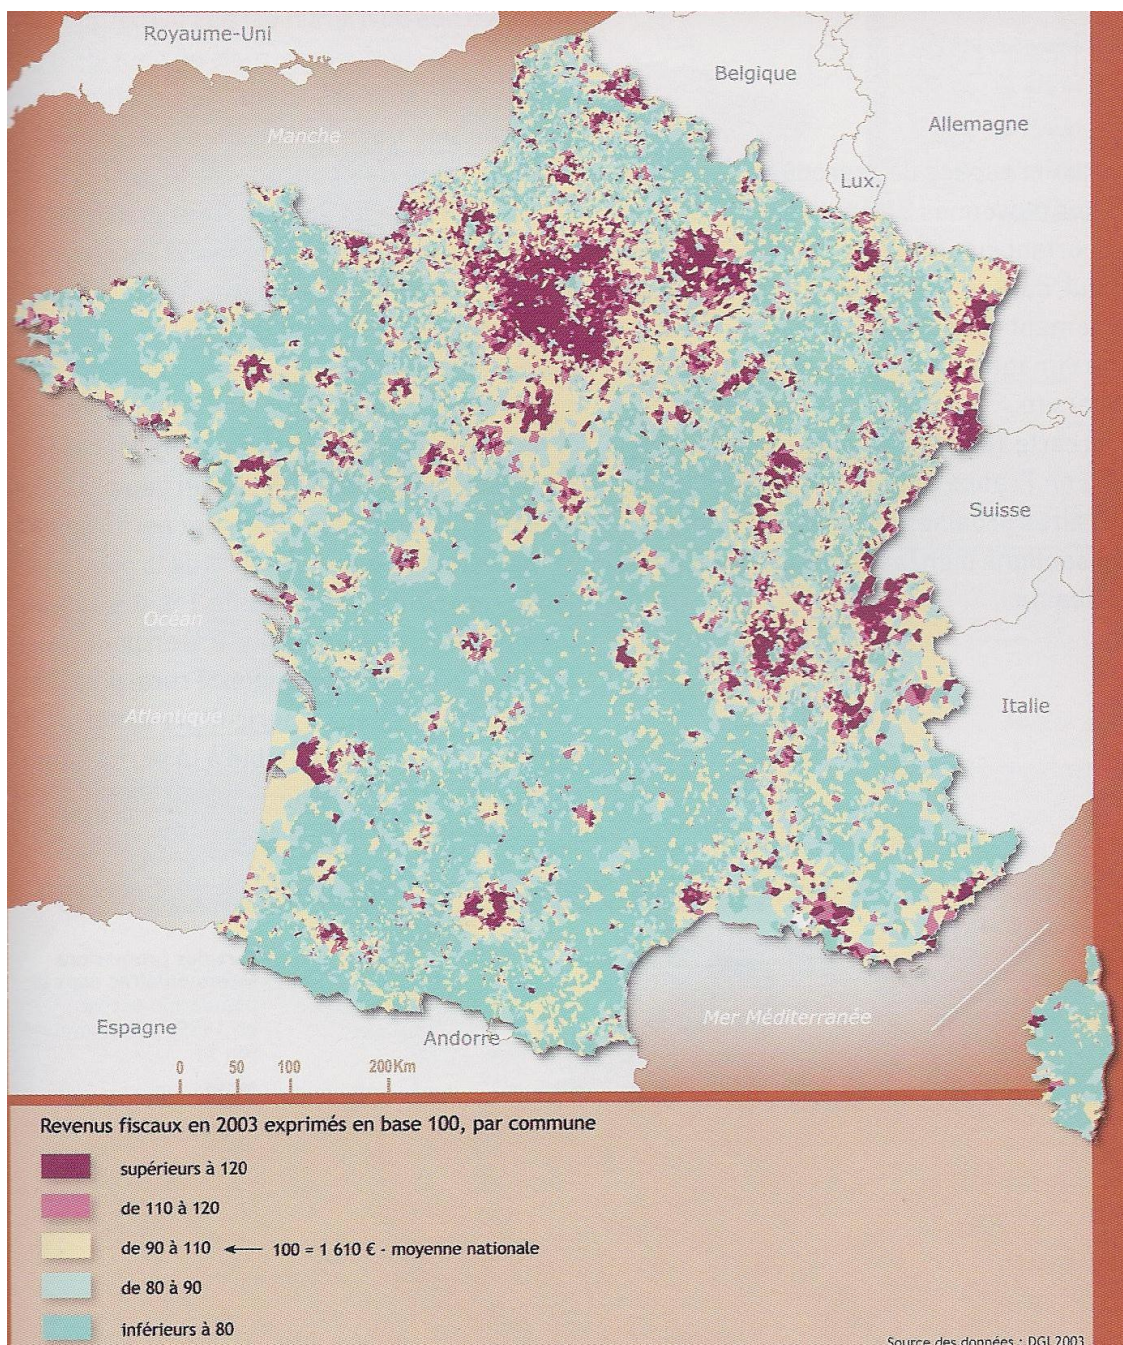 Royaume-Uni
Belgique
Allemagne
Manche
Lux.
Suisse
Océan
Atlantique
Italie
Espagne
Andorre
Mer Méditerranée
0 50 100 200Km
Revenus fiscaux en 2003 exprimés en base 100, par commune
supérieurs à 120
de 110 à 120
de 90 à 110 ← 100 = 1 610 € - moyenne nationale
de 80 à 90
inférieurs à 80
Source des données : DGI 2003